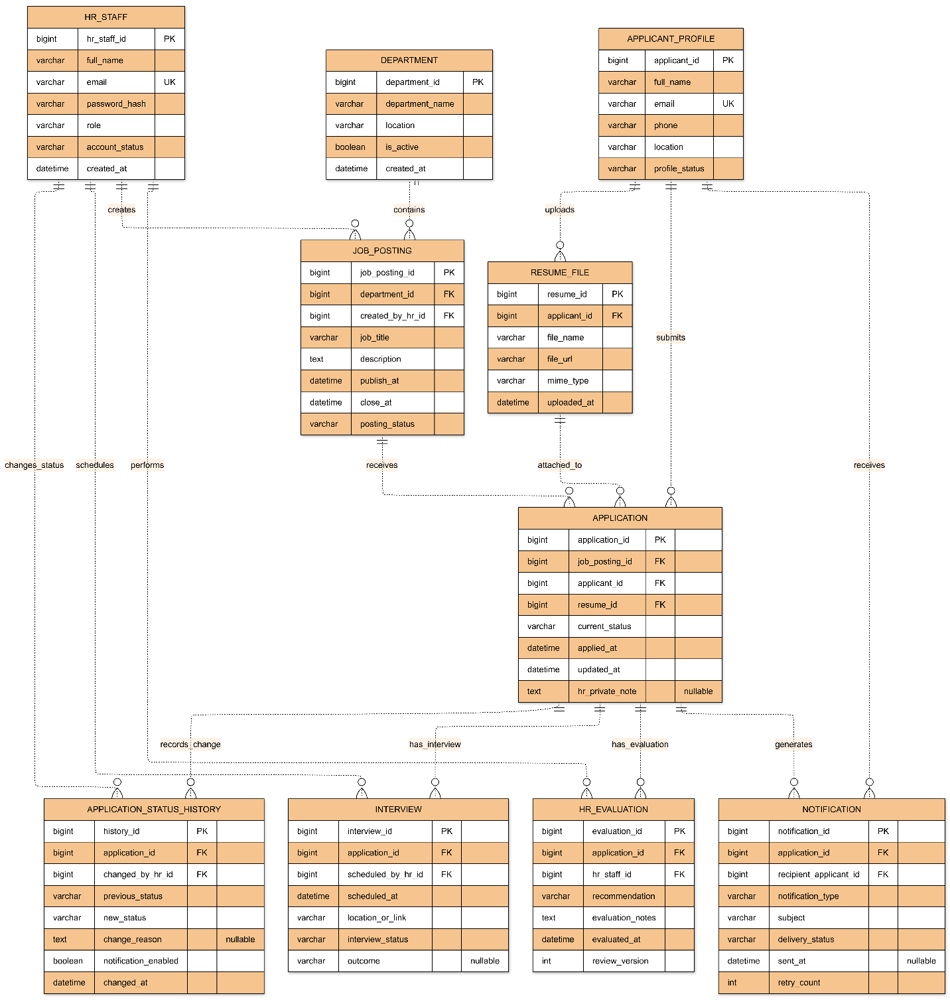 HR_STAFF
bigint hr_staff_id PK
varchar full_name
varchar email UK
varchar password_hash
varchar role
varchar account_status
datetime created_at
DEPARTMENT
bigint department_id PK
varchar department_name
varchar location
boolean is_active
datetime created_at
APPLICANT_PROFILE
bigint applicant_id PK
varchar full_name
varchar email UK
varchar phone
varchar location
varchar profile_status
creates
contains
uploads
JOB_POSTING
bigint job_posting_id PK
bigint department_id FK
bigint created_by_hr_id FK
varchar job_title
text description
datetime publish_at
datetime close_at
varchar posting_status
RESUME_FILE
bigint resume_id PK
bigint applicant_id FK
varchar file_name
varchar file_url
varchar mime_type
datetime uploaded_at
submits
changes_status
schedules
performs
receives
attached_to
receives
APPLICATION
bigint application_id PK
bigint job_posting_id FK
bigint applicant_id FK
bigint resume_id FK
varchar current_status
datetime applied_at
datetime updated_at
text hr_private_note nullable
records_change
has_interview
has_evaluation
generates
APPLICATION_STATUS_HISTORY
bigint history_id PK
bigint application_id FK
bigint changed_by_hr_id FK
varchar previous_status
varchar new_status
text change_reason nullable
boolean notification_enabled
datetime changed_at
INTERVIEW
bigint interview_id PK
bigint application_id FK
bigint scheduled_by_hr_id FK
datetime scheduled_at
varchar location_or_link
varchar interview_status
varchar outcome nullable
HR_EVALUATION
bigint evaluation_id PK
bigint application_id FK
bigint hr_staff_id FK
varchar recommendation
text evaluation_notes
datetime evaluated_at
int review_version
NOTIFICATION
bigint notification_id PK
bigint application_id FK
bigint recipient_applicant_id FK
varchar notification_type
varchar subject
varchar delivery_status
datetime sent_at nullable
int retry_count